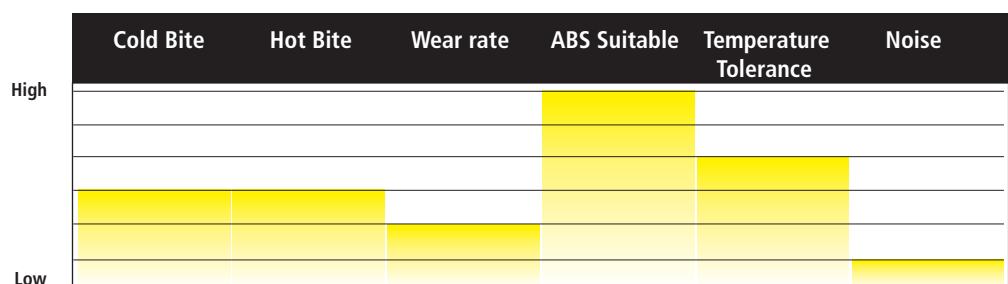 Cold Bite Hot Bite Wear rate ABS Suitable Temperature Tolerance Noise
High
Low